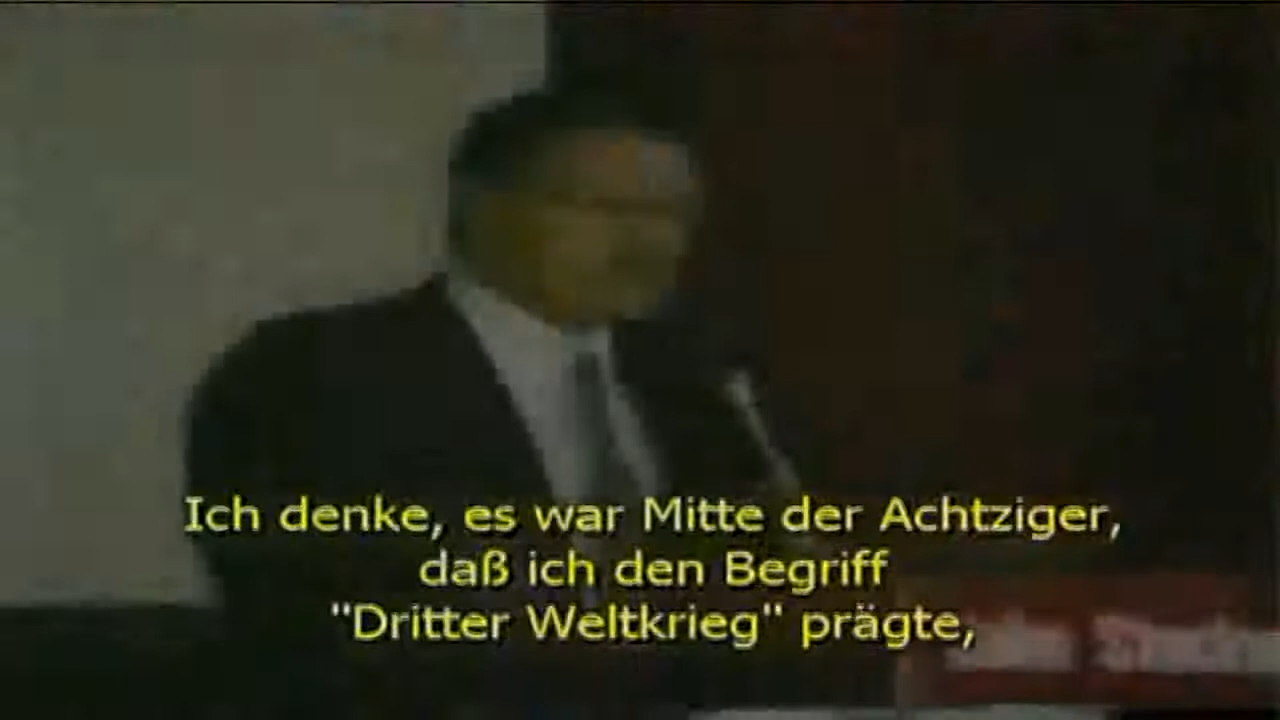 Ich denke, es war Mitte der Achtziger,
daß ich den Begriff
"Dritter Weltkrieg" prägte,